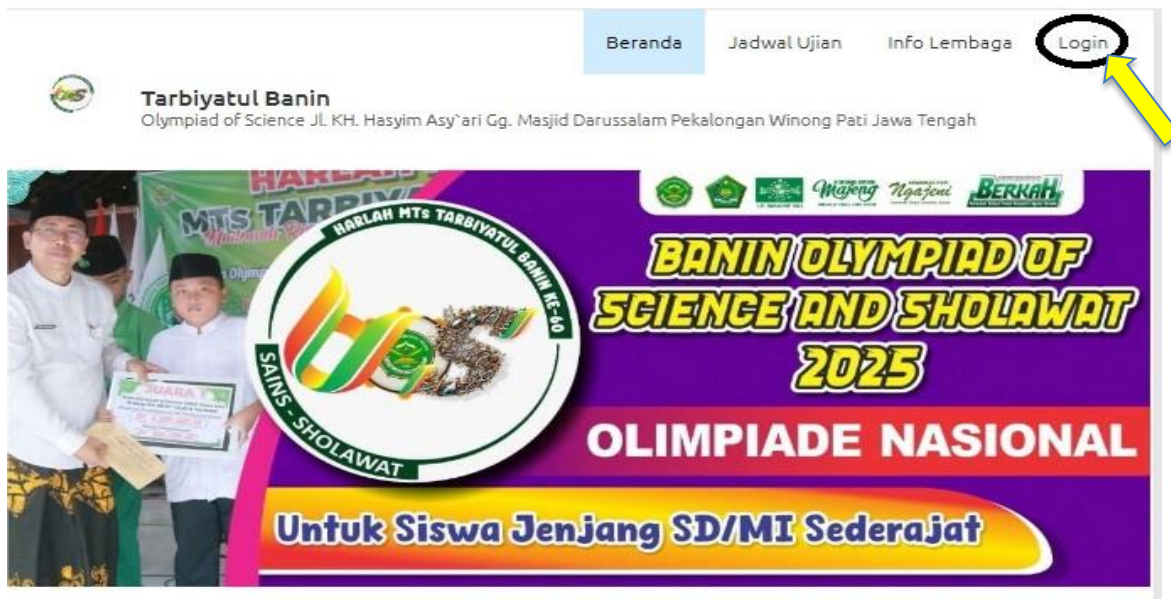 Beranda Jadwal Ujian Info Lembaga Login
Tarbiyatul Banin
Olympiad of Science Jl. KH. Hasyim Asy`ari Gg. Masjid Darussalam Pekalongan Winong Pati Jawa Tengah
HARLAH
MTS TARBIYA
HARLAH MTs TARBIYATUL BANIN KE-60
SAINS - SHOLAWAT
JUARA 1
Majeng Ngajeni BERKAH
BANIN OLYMPIAD OF
SCIENCE AND SHOLAWAT
2025
OLIMPIADE NASIONAL
Untuk Siswa Jenjang SD/MI Sederajat